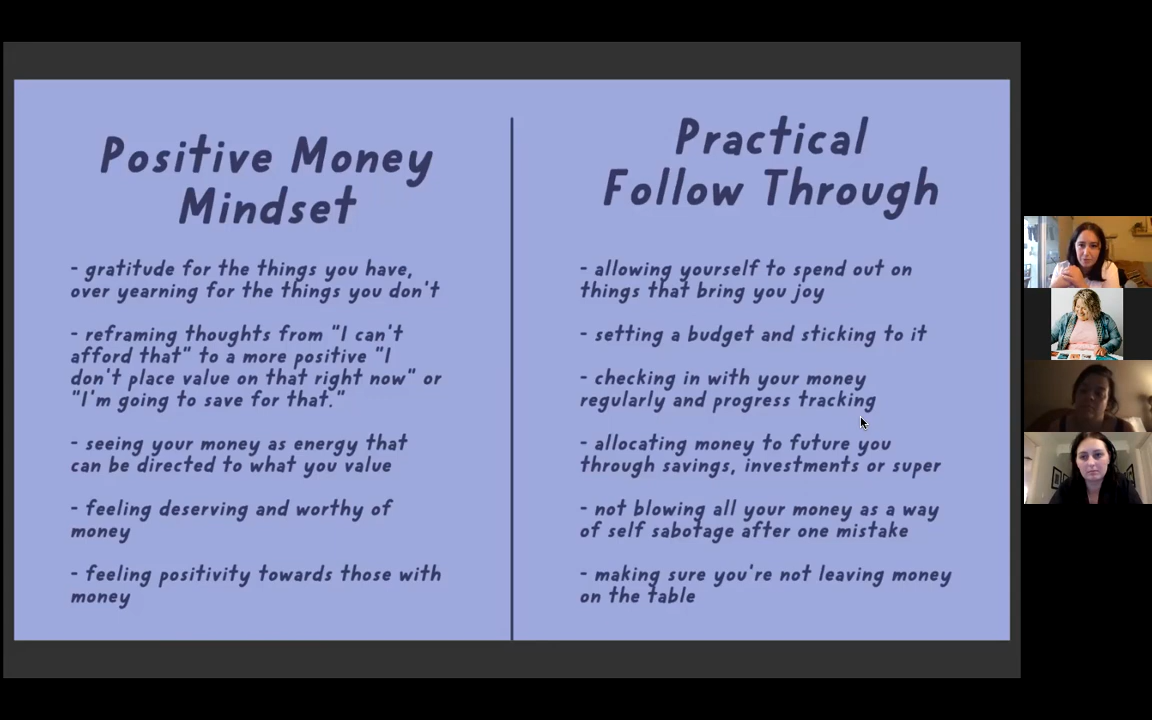 Positive Money
Mindset
- gratitude for the things you have,
over yearning for the things you don't
- reframing thoughts from "I can't
afford that" to a more positive "I
don't place value on that right now" or
"I'm going to save for that."
- seeing your money as energy that
can be directed to what you value
- feeling deserving and worthy of
money
- feeling positivity towards those with
money
Practical
Follow Through
- allowing yourself to spend out on
things that bring you joy
- setting a budget and sticking to it
- checking in with your money
regularly and progress tracking
- allocating money to future you
through savings, investments or super
- not blowing all your money as a way
of self sabotage after one mistake
- making sure you're not leaving money
on the table